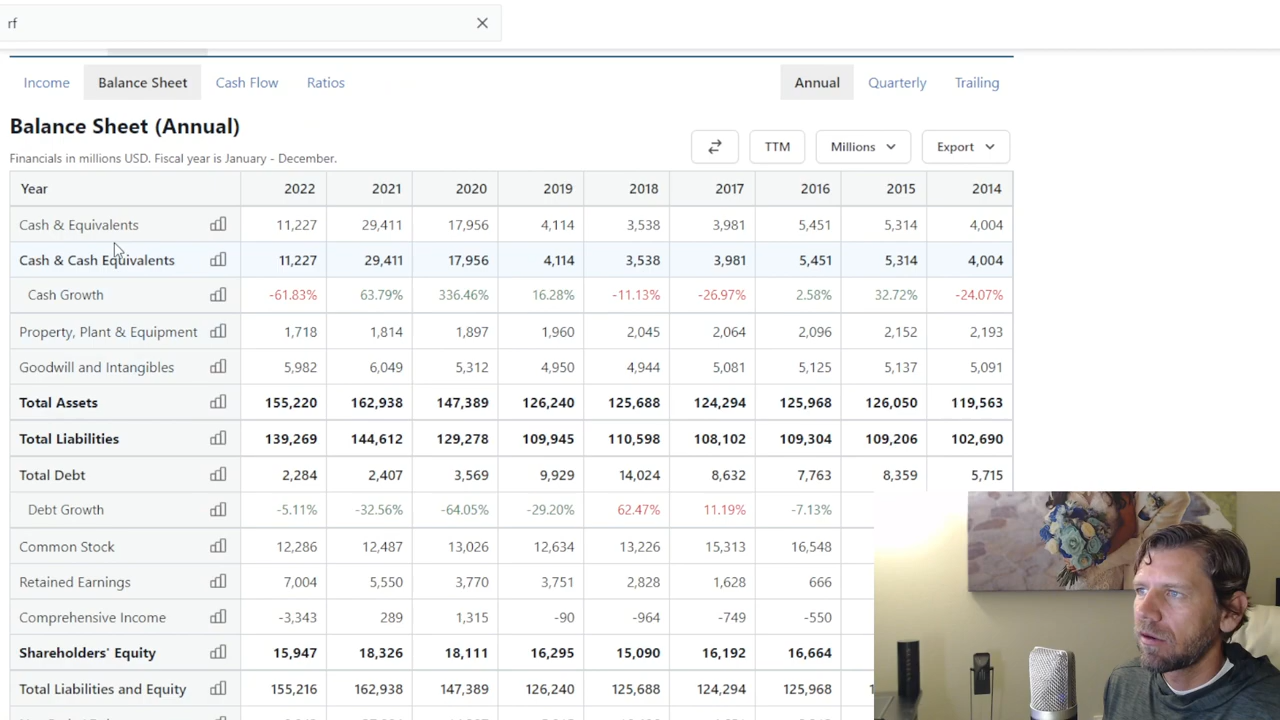 rf
Income Balance Sheet Cash Flow Ratios Annual Quarterly Trailing
Balance Sheet (Annual)
Financials in millions USD. Fiscal year is January - December.
TTM Millions Export
Year 2022 2021 2020 2019 2018 2017 2016 2015 2014
Cash & Equivalents 11,227 29,411 17,956 4,114 3,538 3,981 5,451 5,314 4,004
Cash & Cash Equivalents 11,227 29,411 17,956 4,114 3,538 3,981 5,451 5,314 4,004
Cash Growth -61.83% 63.79% 336.46% 16.28% -11.13% -26.97% 2.58% 32.72% -24.07%
Property, Plant & Equipment 1,718 1,814 1,897 1,960 2,045 2,064 2,096 2,152 2,193
Goodwill and Intangibles 5,982 6,049 5,312 4,950 4,944 5,081 5,125 5,137 5,091
Total Assets 155,220 162,938 147,389 126,240 125,688 124,294 125,968 126,050 119,563
Total Liabilities 139,269 144,612 129,278 109,945 110,598 108,102 109,304 109,206 102,690
Total Debt 2,284 2,407 3,569 9,929 14,024 8,632 7,763 8,359 5,715
Debt Growth -5.11% -32.56% -64.05% -29.20% 62.47% 11.19% -7.13%
Common Stock 12,286 12,487 13,026 12,634 13,226 15,313 16,548
Retained Earnings 7,004 5,550 3,770 3,751 2,828 1,628 666
Comprehensive Income -3,343 289 1,315 -90 -964 -749 -550
Shareholders' Equity 15,947 18,326 18,111 16,295 15,090 16,192 16,664
Total Liabilities and Equity 155,216 162,938 147,389 126,240 125,688 124,294 125,968